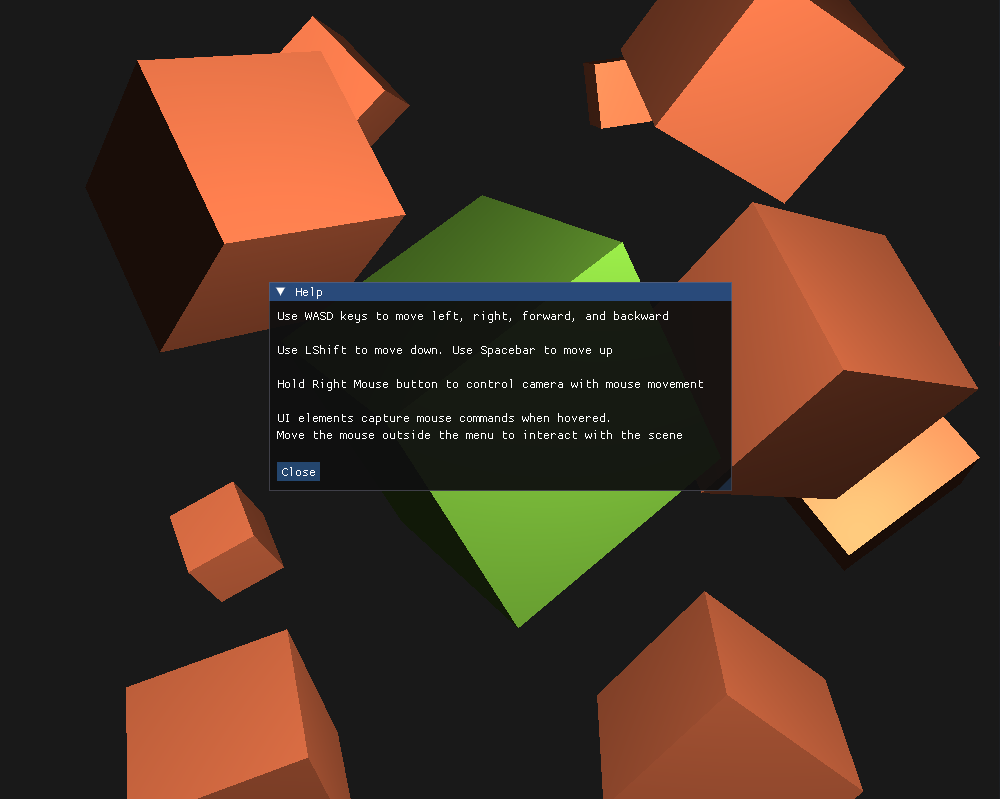 Help
Use WASD keys to move left, right, forward, and backward
Use LShift to move down. Use Spacebar to move up
Hold Right Mouse button to control camera with mouse movement
UI elements capture mouse commands when hovered.
Move the mouse outside the menu to interact with the scene
Close